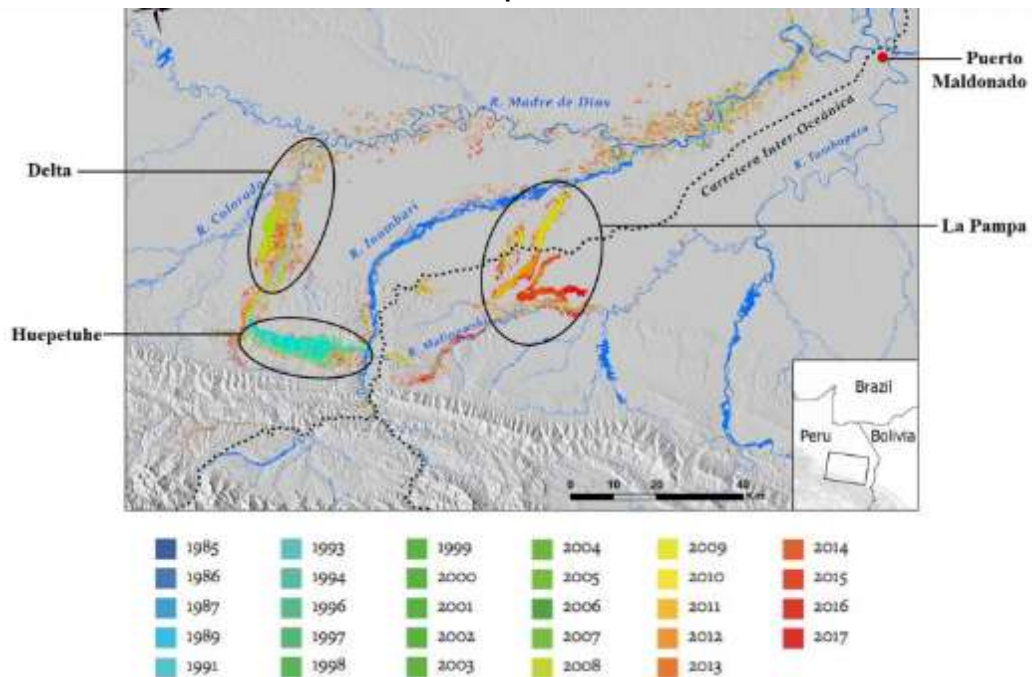 Puerto
Maldonado
R. Madre de Dios
Carretera Inter-Oceánica
R. Tambopata
Delta
R. Colorado
R. Inambari
La Pampa
Huepetuhe
R. Malinowski
Brazil
Peru
Bolivia
0 10 20 40
Km
1985 1993 1999 2004 2009 2014
1986 1994 2000 2005 2010 2015
1987 1996 2001 2006 2011 2016
1989 1997 2002 2007 2012 2017
1991 1998 2003 2008 2013